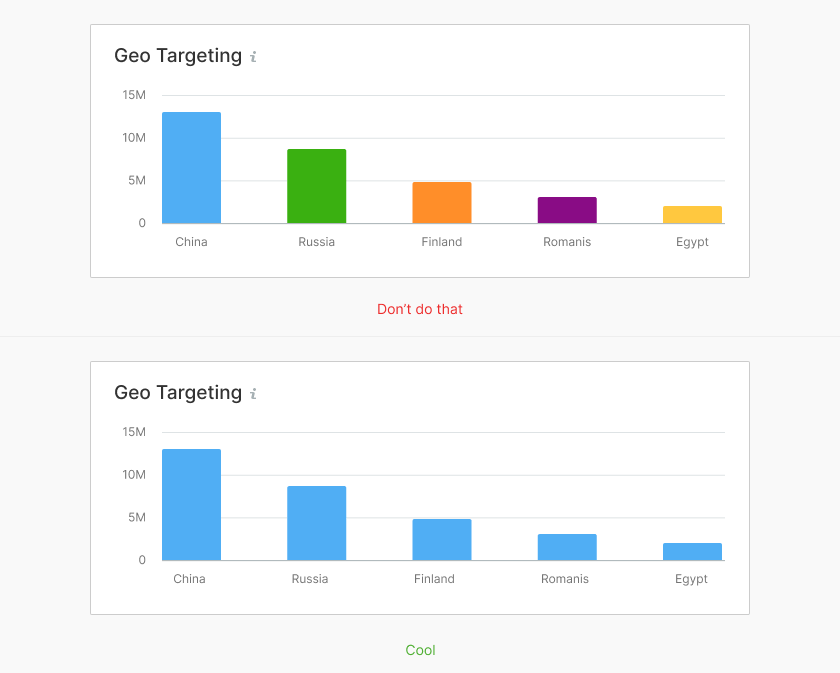 Geo Targeting i
15M
10M
5M
0
China Russia Finland Romanis Egypt
Don't do that
Geo Targeting i
15M
10M
5M
0
China Russia Finland Romanis Egypt
Cool